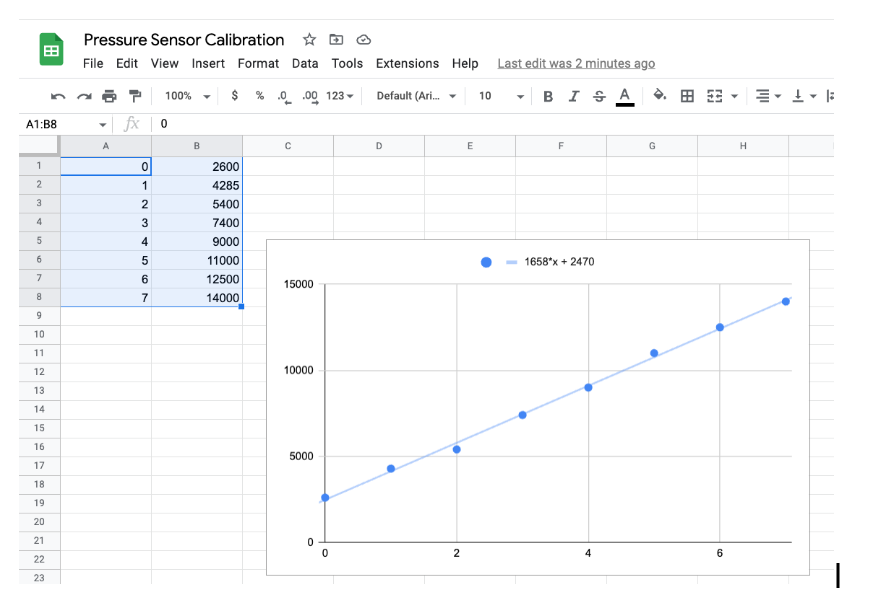 Pressure Sensor Calibration
File Edit View Insert Format Data Tools Extensions Help Last edit was 2 minutes ago
100% $ % .0 .00 123 Default (Ari... 10 B I S A
A1:B8 fx 0
A B C D E F G H
1 0 2600
2 1 4285
3 2 5400
4 3 7400
5 4 9000
6 5 11000
7 6 12500
8 7 14000
9
10
11
12
13
14
15
16
17
18
19
20
21
22
23
1658*x + 2470
15000
10000
5000
0
0 2 4 6